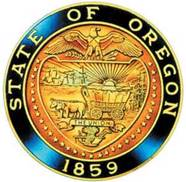 STATE OF OREGON
THE UNION
1859